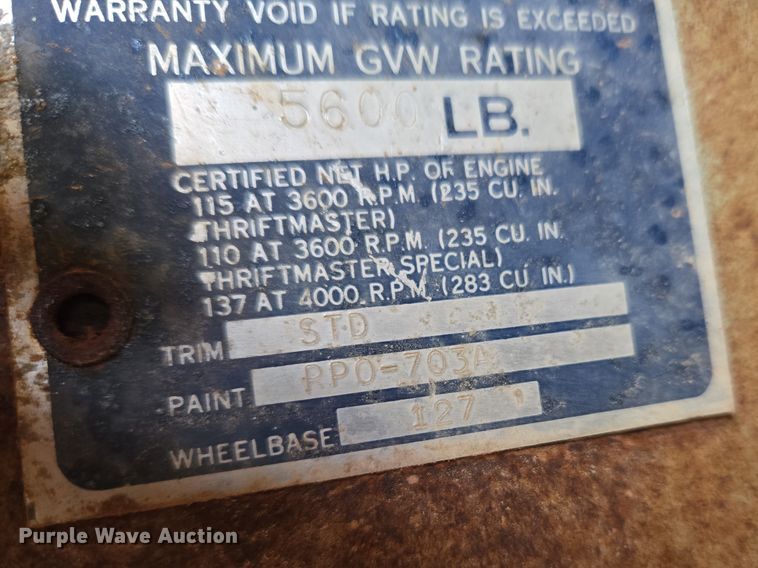 WARRANTY VOID IF RATING IS EXCEEDED
MAXIMUM GVW RATING
5600 LB.
CERTIFIED NET H.P. OF ENGINE
115 AT 3600 R.P.M. (235 CU. IN.
THRIFTMASTER)
110 AT 3600 R.P.M. (235 CU. IN.
THRIFTMASTER SPECIAL)
137 AT 4000 R.P.M. (283 CU. IN.)
TRIM STD
PAINT PPO-703A
WHEELBASE 127
Purple Wave Auction